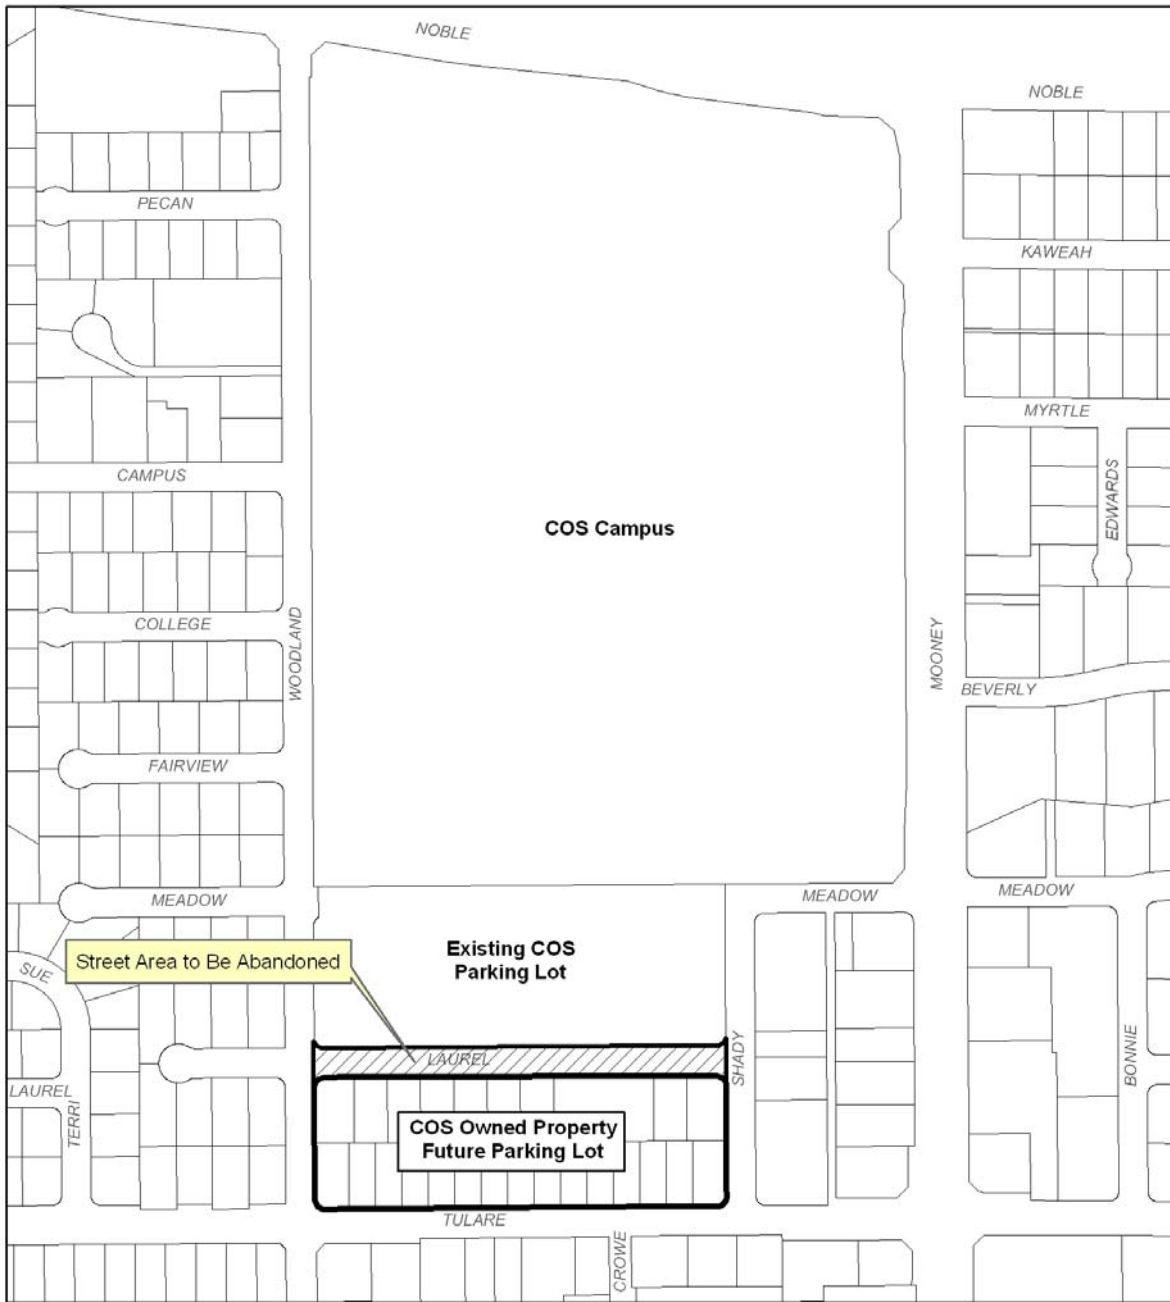 NOBLE
NOBLE
PECAN
KAWEAH
MYRTLE
CAMPUS
EDWARDS
COS Campus
COLLEGE
WOODLAND
MOONEY
BEVERLY
FAIRVIEW
MEADOW
MEADOW
MEADOW
Existing COS
Parking Lot
Street Area to Be Abandoned
SUE
LAUREL
SHADY
BONNIE
LAUREL
TERRI
COS Owned Property
Future Parking Lot
TULARE
CROWE